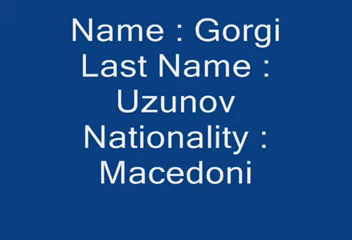 Name : Gorgi
Last Name :
Uzunov
Nationality :
Macedoni